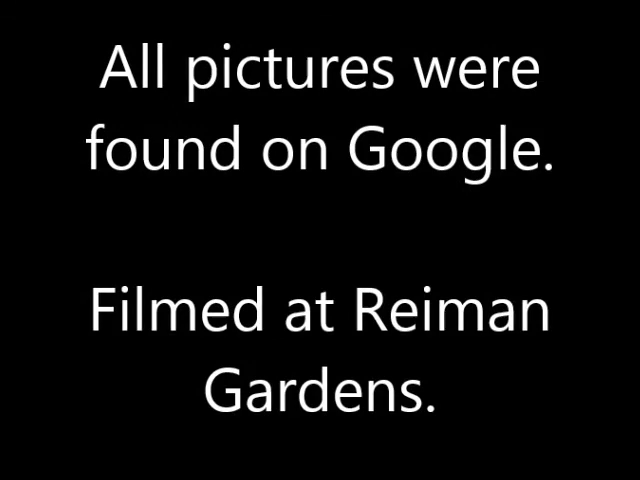 All pictures were
found on Google.
Filmed at Reiman
Gardens.